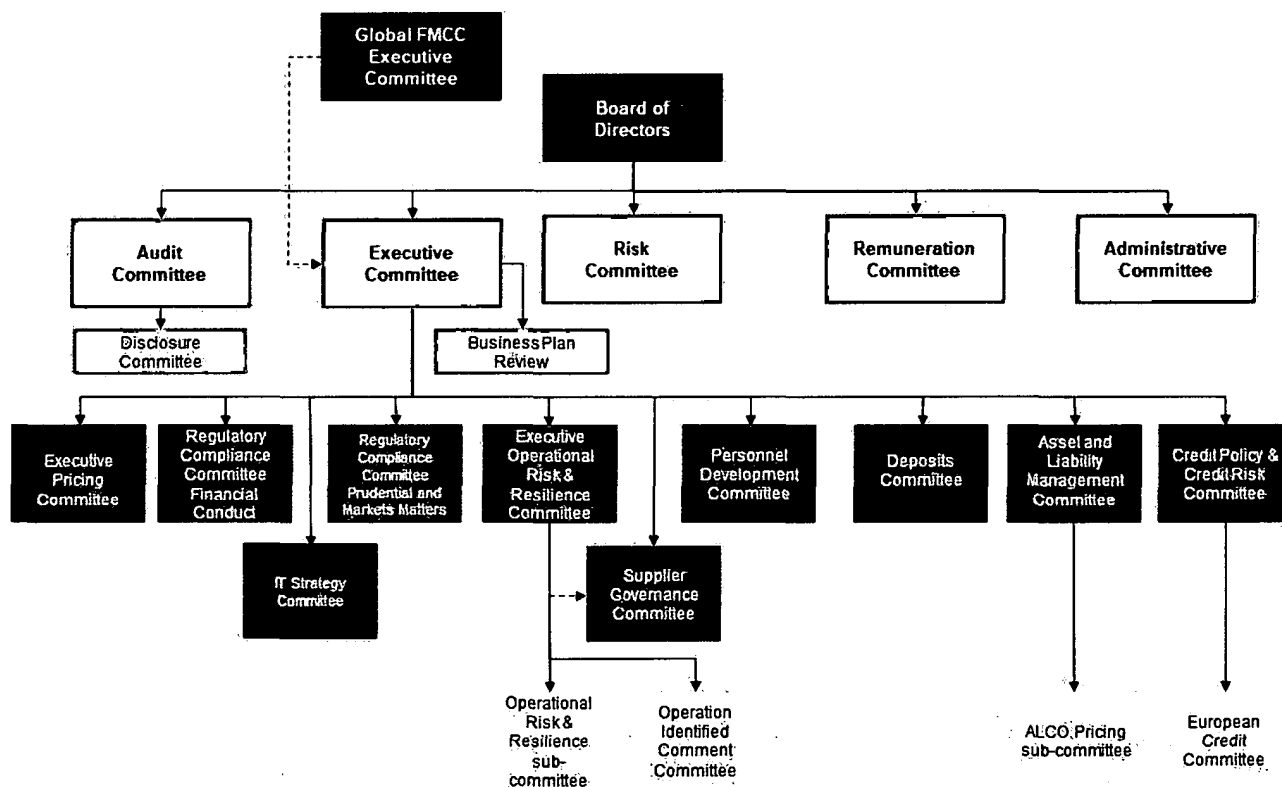 Global FMCC
Executive
Committee
Board of
Directors
Audit
Committee
Executive
Committee
Risk
Committee
Remuneration
Committee
Administrative
Committee
Disclosure
Committee
Business Plan
Review
Executive
Pricing
Committee
Regulatory
Compliance
Committee
Financial
Conduct
Regulatory
Compliance
Committee
Prudential and
Markets Matters
Executive
Operational
Risk &
Resilience
Committee
Personnel
Development
Committee
Deposits
Committee
Asset and
Liability
Management
Committee
Credit Policy &
Credit Risk
Committee
IT Strategy
Committee
Supplier
Governance
Committee
Operational
Risk &
Resilience
sub-
committee
Operation
Identified
Comment
Committee
ALCO Pricing
sub-committee
European
Credit
Committee